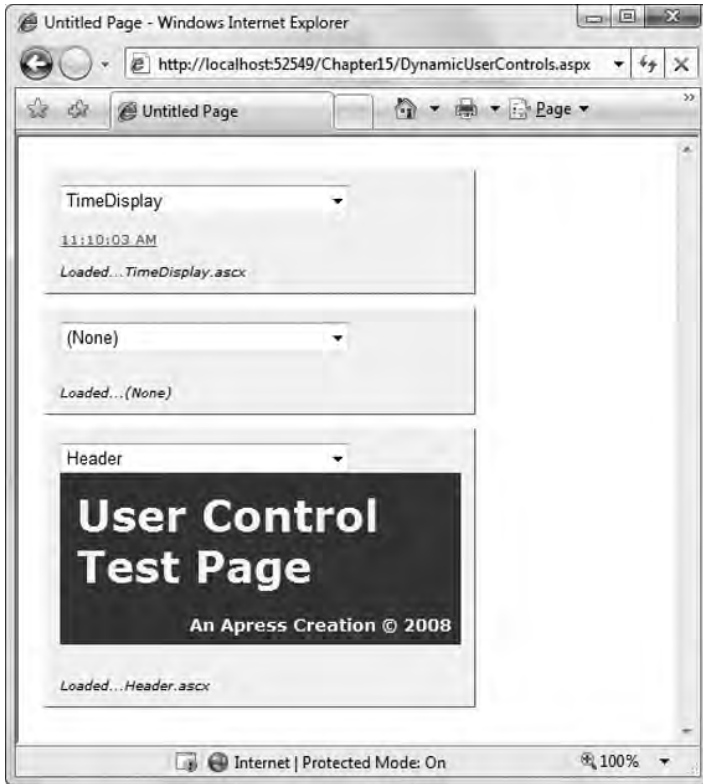 Untitled Page - Windows Internet Explorer
http://localhost:52549/Chapter15/DynamicUserControls.aspx
Untitled Page
Page
TimeDisplay
11:10:03 AM
Loaded...TimeDisplay.ascx
(None)
Loaded...(None)
Header
User Control
Test Page
An Apress Creation © 2008
Loaded...Header.ascx
Internet | Protected Mode: On
100%